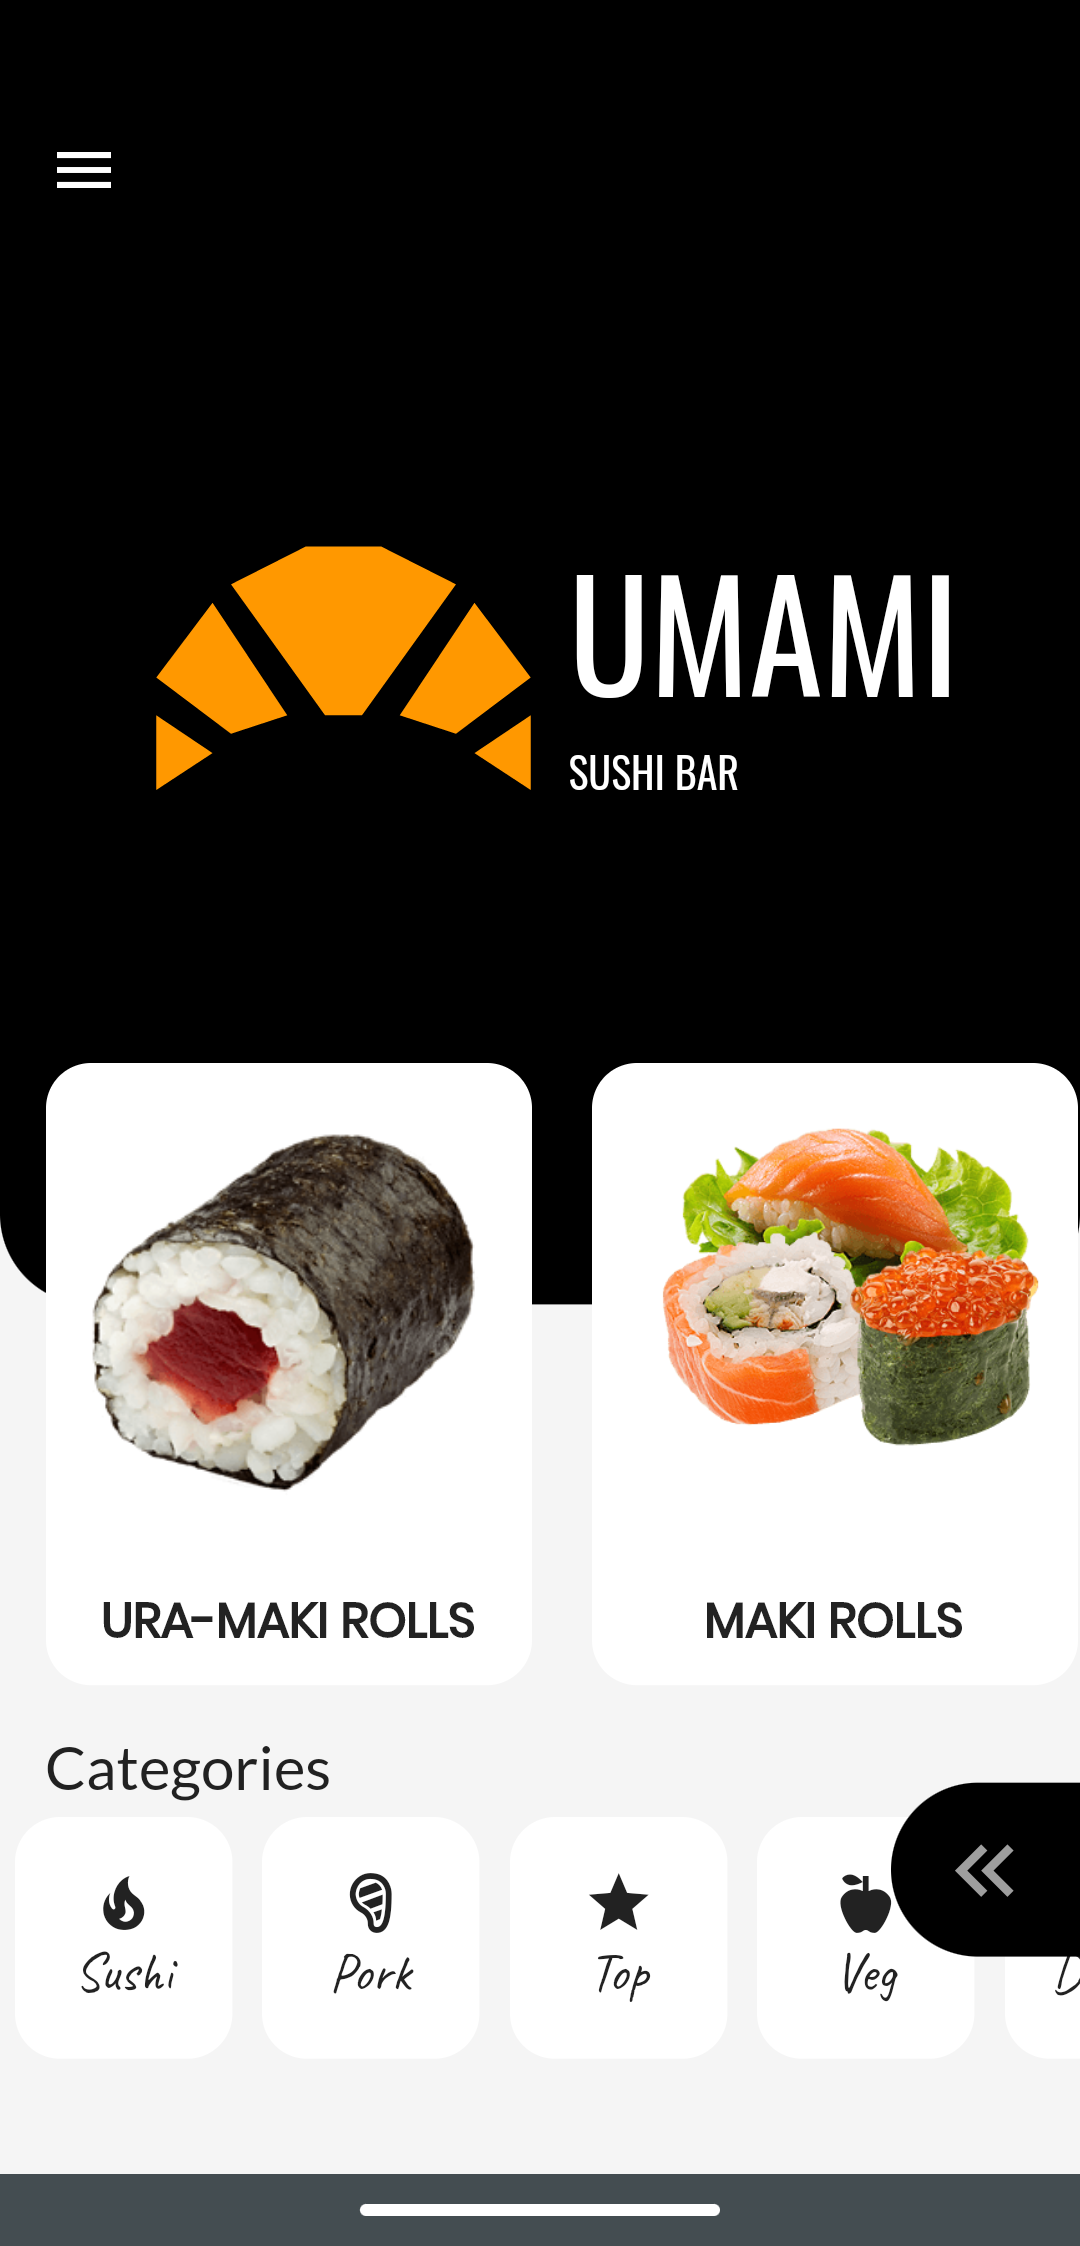 UMAMI
SUSHI BAR
URA-MAKI ROLLS
MAKI ROLLS
Categories
Sushi
Pork
Top
Veg